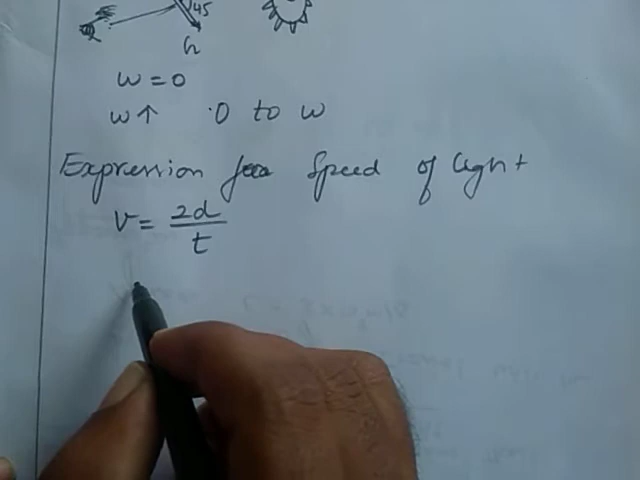 45
h
w = 0
w ↑ 0 to w
Expression for Speed of light
v = 2d / t